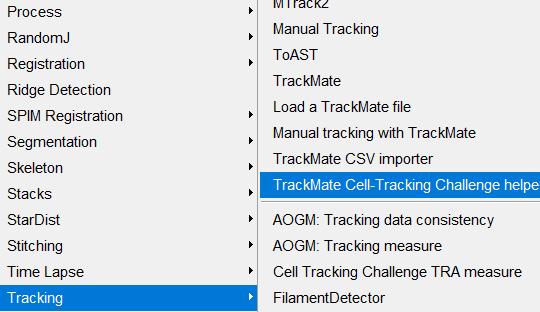 Process
RandomJ
Registration
Ridge Detection
SPIM Registration
Segmentation
Skeleton
Stacks
StarDist
Stitching
Time Lapse
Tracking
MTrack2
Manual Tracking
ToAST
TrackMate
Load a TrackMate file
Manual tracking with TrackMate
TrackMate CSV importer
TrackMate Cell-Tracking Challenge helpe
AOGM: Tracking data consistency
AOGM: Tracking measure
Cell Tracking Challenge TRA measure
FilamentDetector